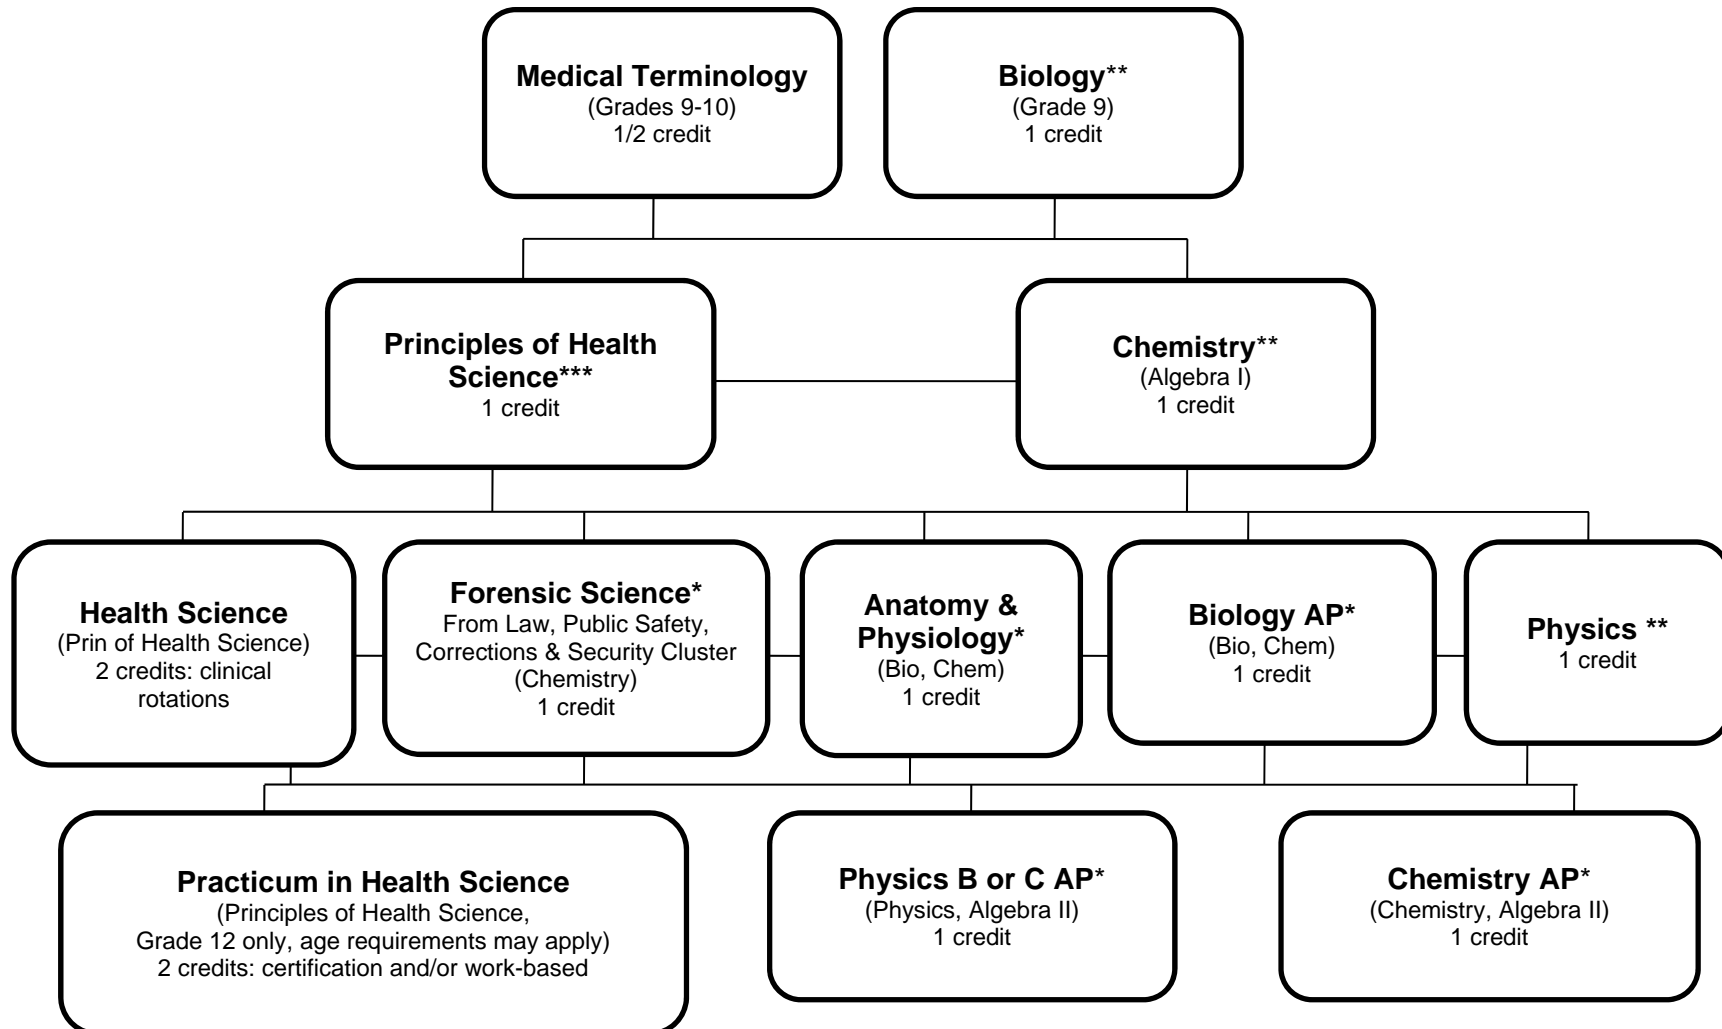 Medical Terminology
(Grades 9-10)
1/2 credit
Biology**
(Grade 9)
1 credit
Principles of Health
Science***
1 credit
Chemistry**
(Algebra I)
1 credit
Health Science
(Prin of Health Science)
2 credits: clinical
rotations
Forensic Science*
From Law, Public Safety,
Corrections & Security Cluster
(Chemistry)
1 credit
Anatomy &
Physiology*
(Bio, Chem)
1 credit
Biology AP*
(Bio, Chem)
1 credit
Physics **
1 credit
Practicum in Health Science
(Principles of Health Science,
Grade 12 only, age requirements may apply)
2 credits: certification and/or work-based
Physics B or C AP*
(Physics, Algebra II)
1 credit
Chemistry AP*
(Chemistry, Algebra II)
1 credit